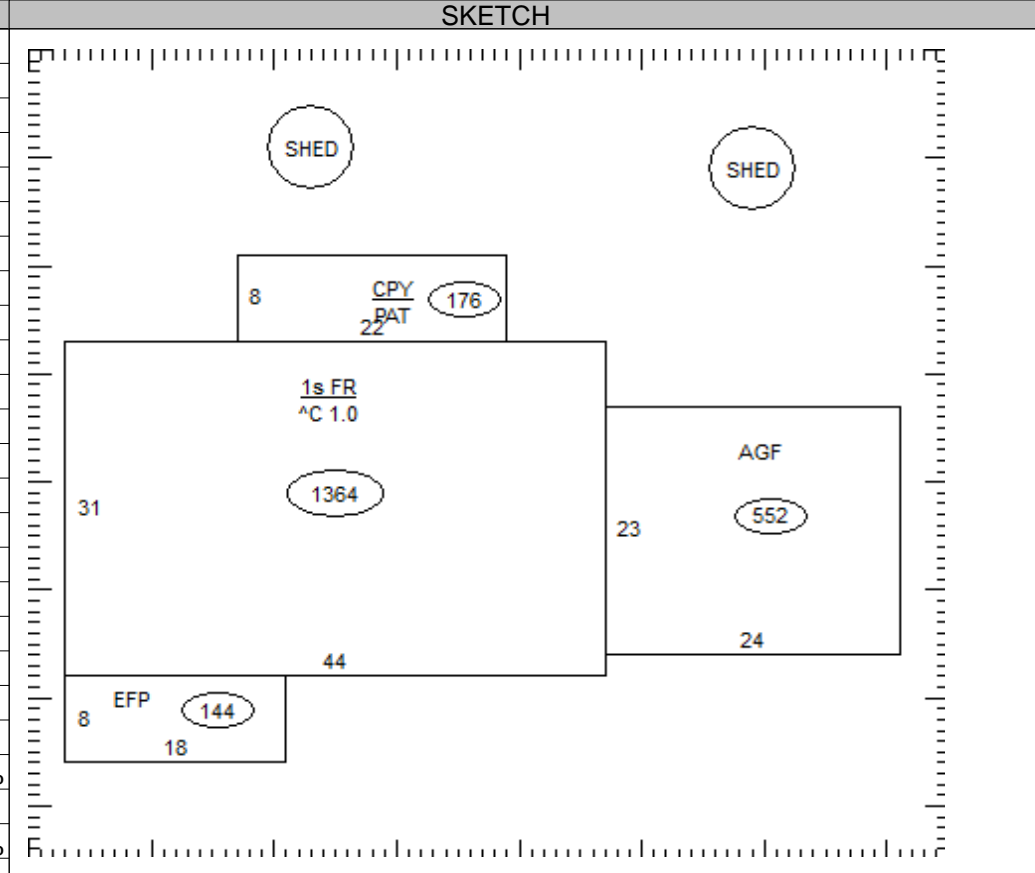 SKETCH
SHED
SHED
8
CPY
176
PAT
22
1s FR
^C 1.0
AGF
1364
31
552
23
24
44
EFP
144
8
18